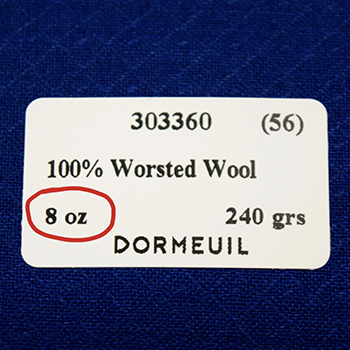 303360 (56)
100% Worsted Wool
8 oz 240 grs
DORMEUIL